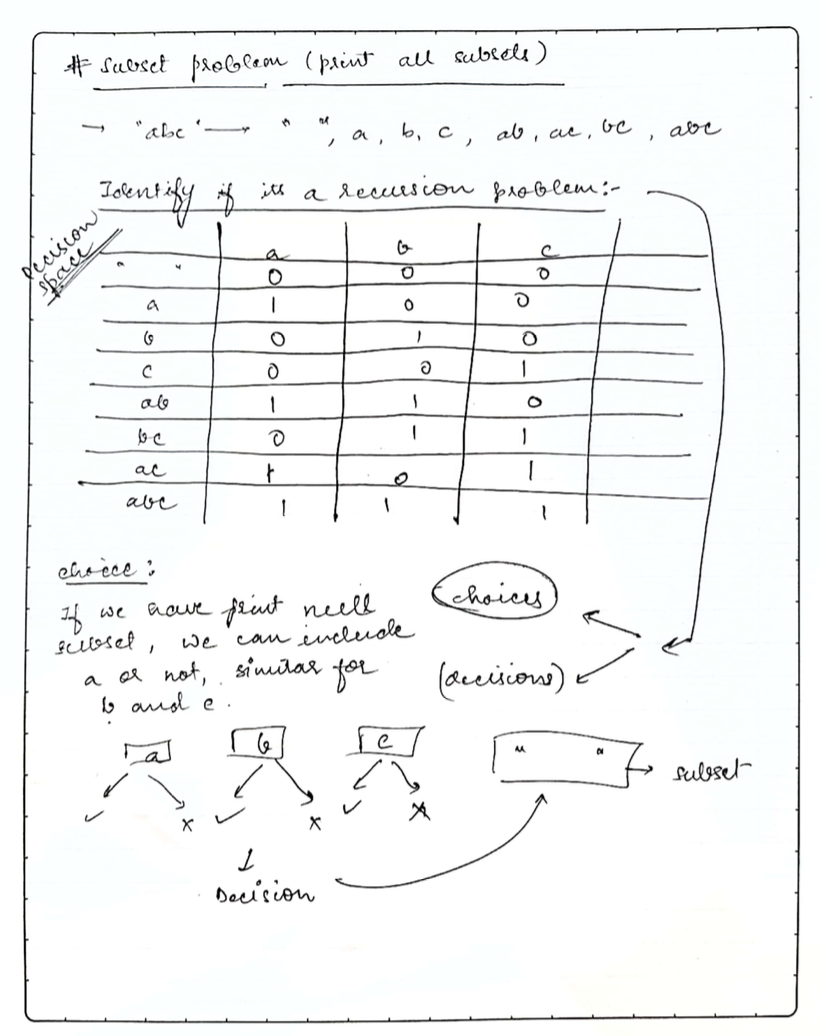 # Subset problem (print all subsets)
→ "abc" → " ", a, b, c, ab, ac, bc, abc
Identify if its a recursion problem:-
Decision
space
a b c
" " 0 0 0
a 1 0 0
b 0 1 0
c 0 0 1
ab 1 1 0
bc 0 1 1
ac 1 0 1
abc 1 1 1
choice:
If we have print null
subset, we can include
a or not, similar for
b and c.
choices
(decisions)
a b c
✓ x ✓ x ✓ x
" " → subset
↓
Decision